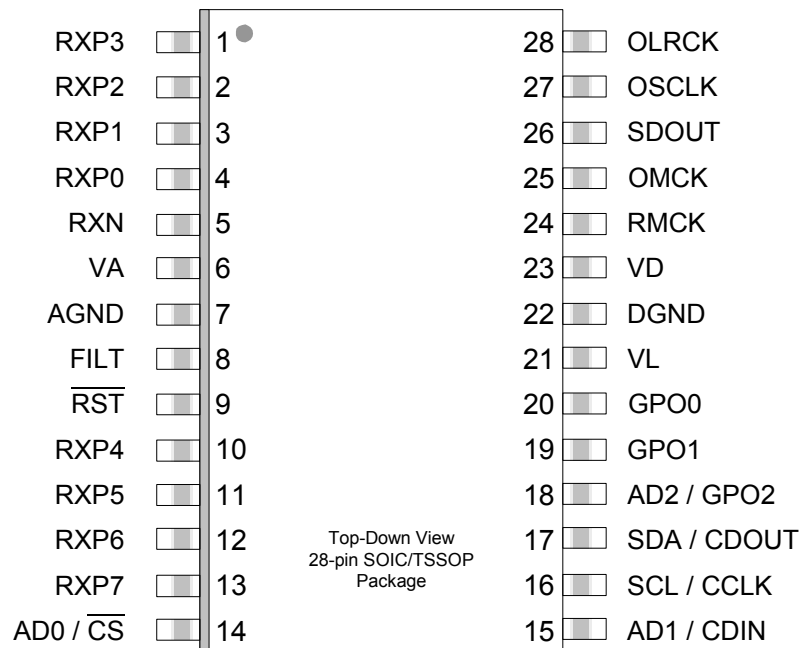 RXP3 1 28 OLRCK
RXP2 2 27 OSCLK
RXP1 3 26 SDOUT
RXP0 4 25 OMCK
RXN 5 24 RMCK
VA 6 23 VD
AGND 7 22 DGND
FILT 8 21 VL
R̅S̅T̅ 9 20 GPO0
RXP4 10 19 GPO1
RXP5 11 18 AD2 / GPO2
RXP6 12 17 SDA / CDOUT
RXP7 13 16 SCL / CCLK
AD0 / C̅S̅ 14 15 AD1 / CDIN
Top-Down View
28-pin SOIC/TSSOP
Package